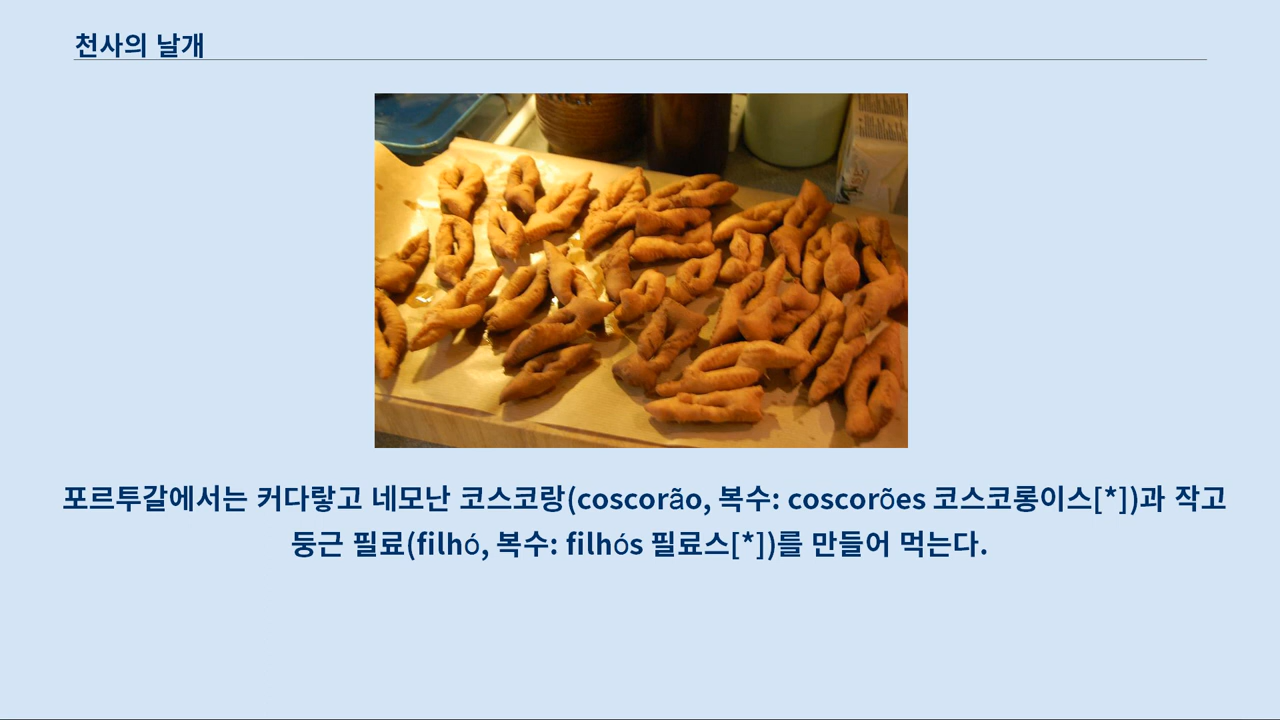 천사의 날개
포르투갈에서는 커다랗고 네모난 코스코랑(coscorão, 복수: coscorões 코스코롱이스[*])과 작고
둥근 필료(filhó, 복수: filhós 필료스[*])를 만들어 먹는다.